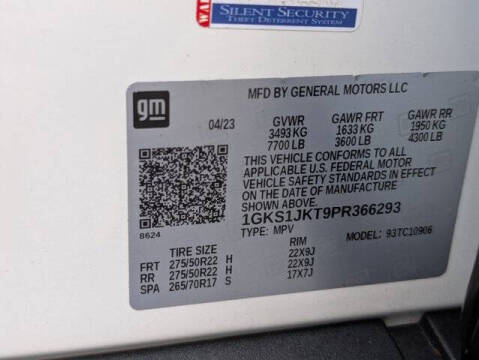 WAR
SILENT SECURITY
THEFT DETERRENT SYSTEM
gm
MFD BY GENERAL MOTORS LLC
04/23 GVWR GAWR FRT GAWR RR
3493 KG 1633 KG 1950 KG
7700 LB 3600 LB 4300 LB
THIS VEHICLE CONFORMS TO ALL
APPLICABLE U.S. FEDERAL MOTOR
VEHICLE SAFETY STANDARDS IN EFFECT
ON THE DATE OF MANUFACTURE
SHOWN ABOVE.
1GKS1JKT9PR366293
8624 TYPE: MPV MODEL: 93TC10906
TIRE SIZE RIM
FRT 275/50R22 H 22X9J
RR 275/50R22 H 22X9J
SPA 265/70R17 S 17X7J